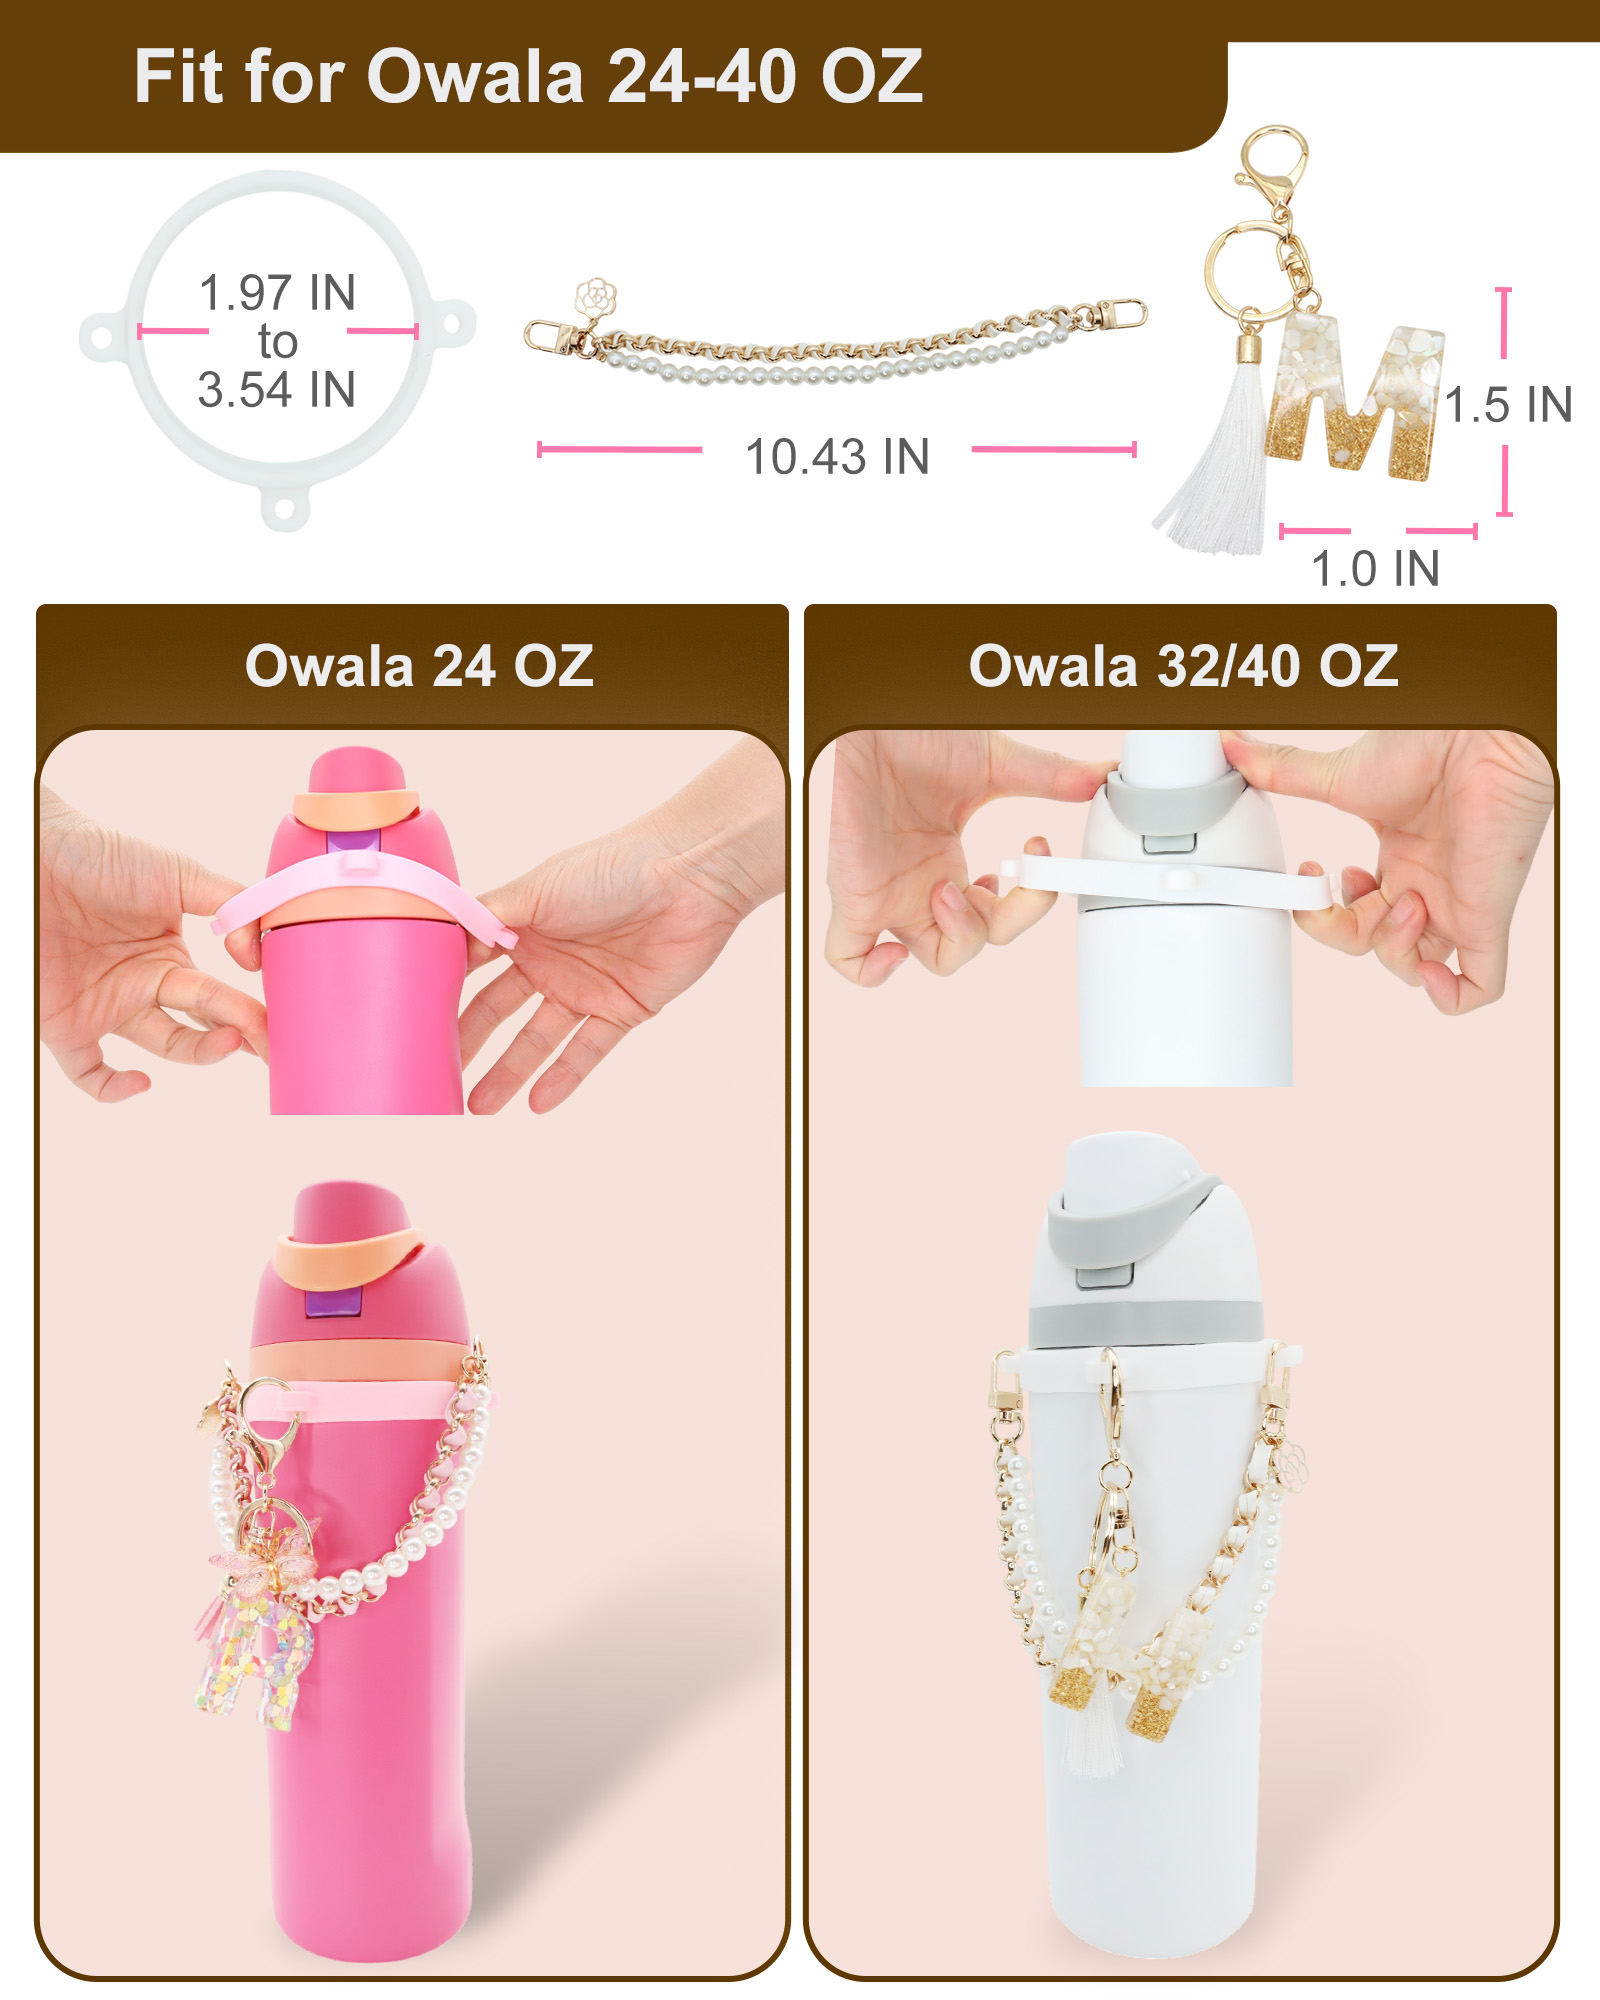 Fit for Owala 24-40 OZ
1.97 IN
to
3.54 IN
10.43 IN
1.5 IN
1.0 IN
M
Owala 24 OZ
Owala 32/40 OZ
R
M